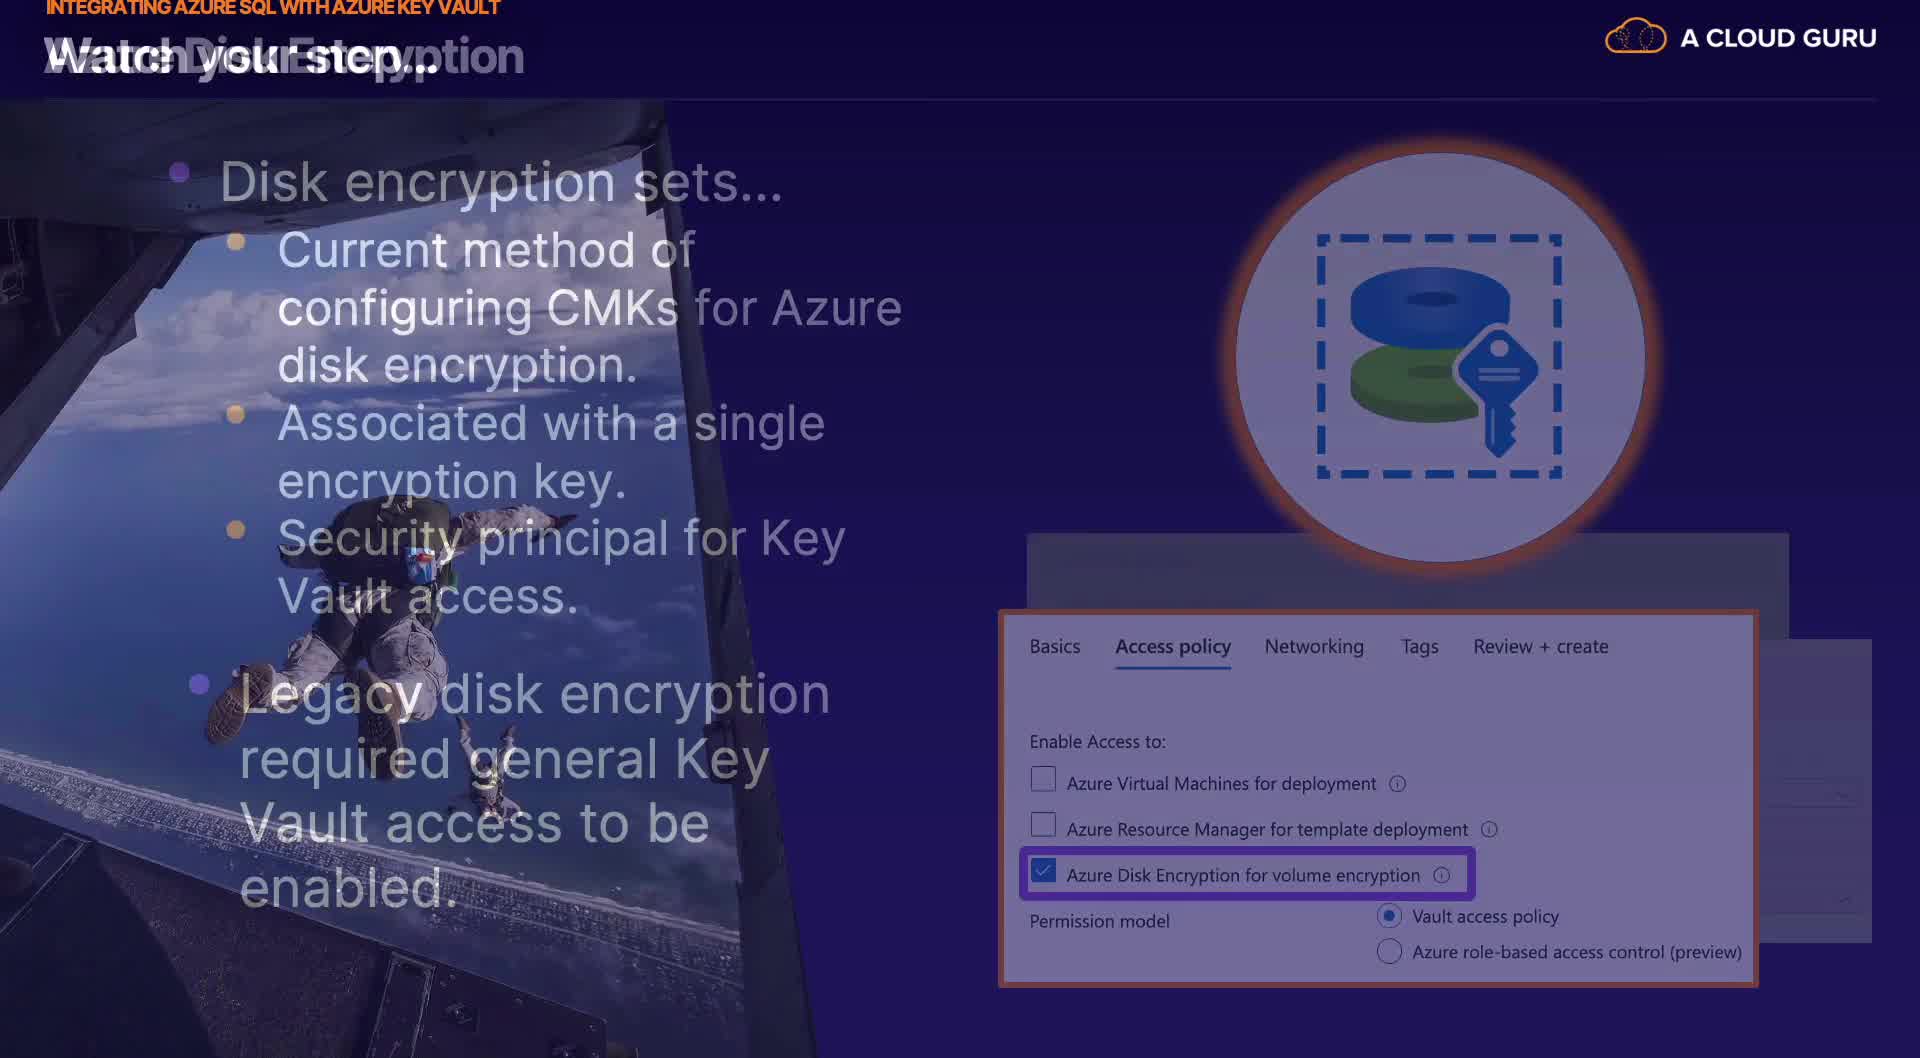 INTEGRATING AZURE SQL WITH AZURE KEY VAULT
Watch your step...
Azure Disk Encryption
A CLOUD GURU
Disk encryption sets...
Current method of
configuring CMKs for Azure
disk encryption.
Associated with a single
encryption key.
Security principal for Key
Vault access.
Legacy disk encryption
required general Key
Vault access to be
enabled.
Basics Access policy Networking Tags Review + create
Enable Access to:
Azure Virtual Machines for deployment
Azure Resource Manager for template deployment
Azure Disk Encryption for volume encryption
Permission model
Vault access policy
Azure role-based access control (preview)